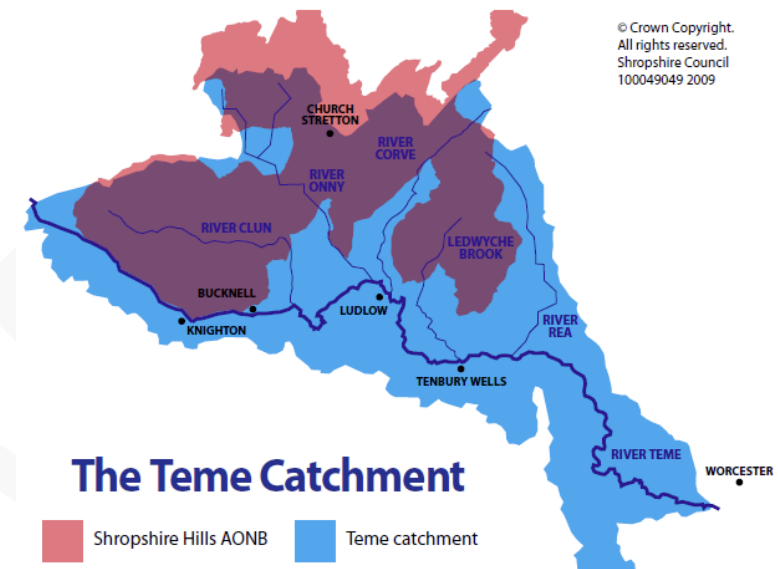 © Crown Copyright.
All rights reserved.
Shropshire Council
100049049 2009
CHURCH
STRETTON
RIVER
CORVE
RIVER
ONNY
RIVER CLUN
LEDWYCHE
BROOK
BUCKNELL
LUDLOW
KNIGHTON
RIVER
REA
TENBURY WELLS
RIVER TEME
WORCESTER
The Teme Catchment
Shropshire Hills AONB
Teme catchment